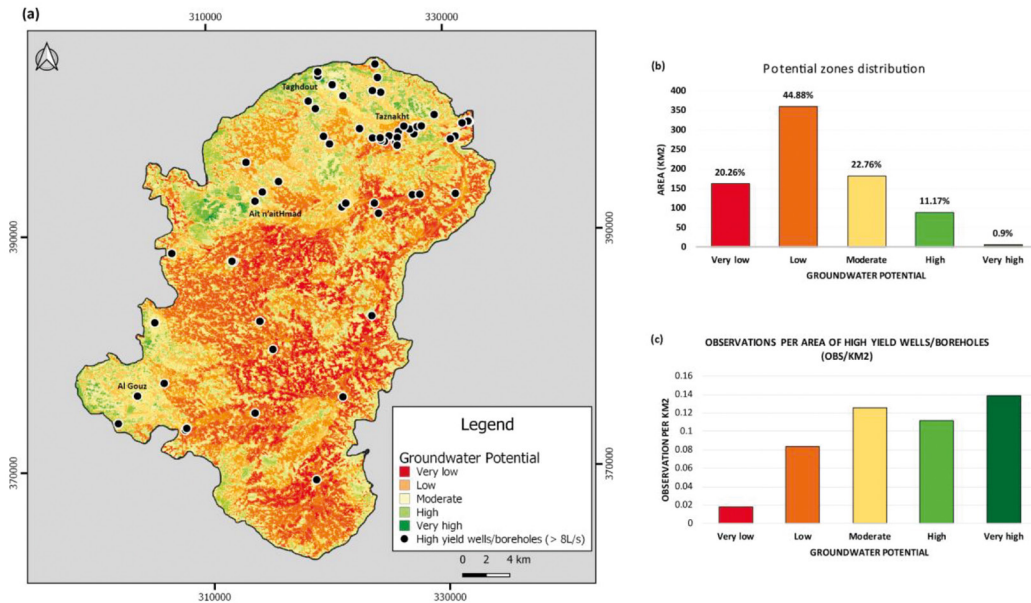 (a)
310000
330000
390000
370000
390000
370000
310000
330000
Taghdout
Taznakht
Ait n'aitHmad
Al Gouz
Legend
Groundwater Potential
Very low
Low
Moderate
High
Very high
High yield wells/boreholes (> 8L/s)
0 2 4 km
(b)
Potential zones distribution
AREA (KM2)
400
350
300
250
200
150
100
50
0
20.26%
44.88%
22.76%
11.17%
0.9%
Very low Low Moderate High Very high
GROUNDWATER POTENTIAL
(c)
OBSERVATIONS PER AREA OF HIGH YIELD WELLS/BOREHOLES
(OBS/KM2)
OBSERVATION PER KM2
0.16
0.14
0.12
0.1
0.08
0.06
0.04
0.02
0
Very low Low Moderate High Very high
GROUNDWATER POTENTIAL